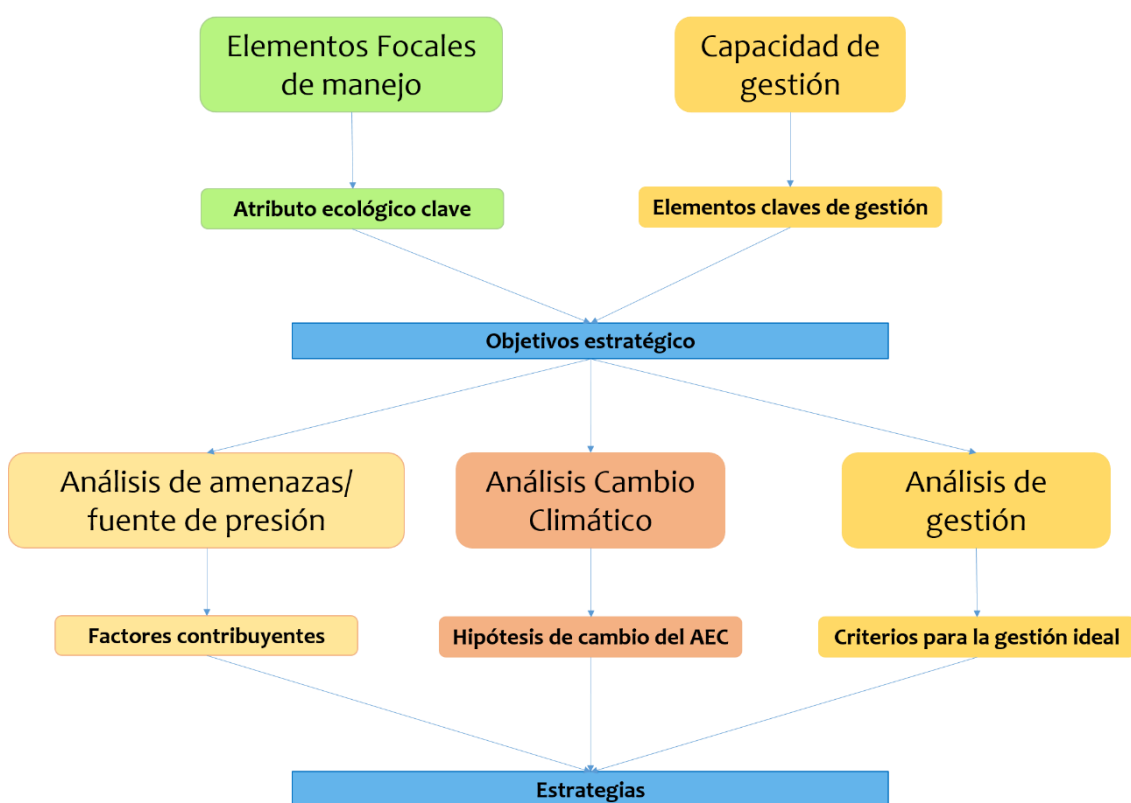 Elementos Focales
de manejo
Capacidad de
gestión
Atributo ecológico clave
Elementos claves de gestión
Objetivos estratégico
Análisis de amenazas/
fuente de presión
Análisis Cambio
Climático
Análisis de
gestión
Factores contribuyentes
Hipótesis de cambio del AEC
Criterios para la gestión ideal
Estrategias